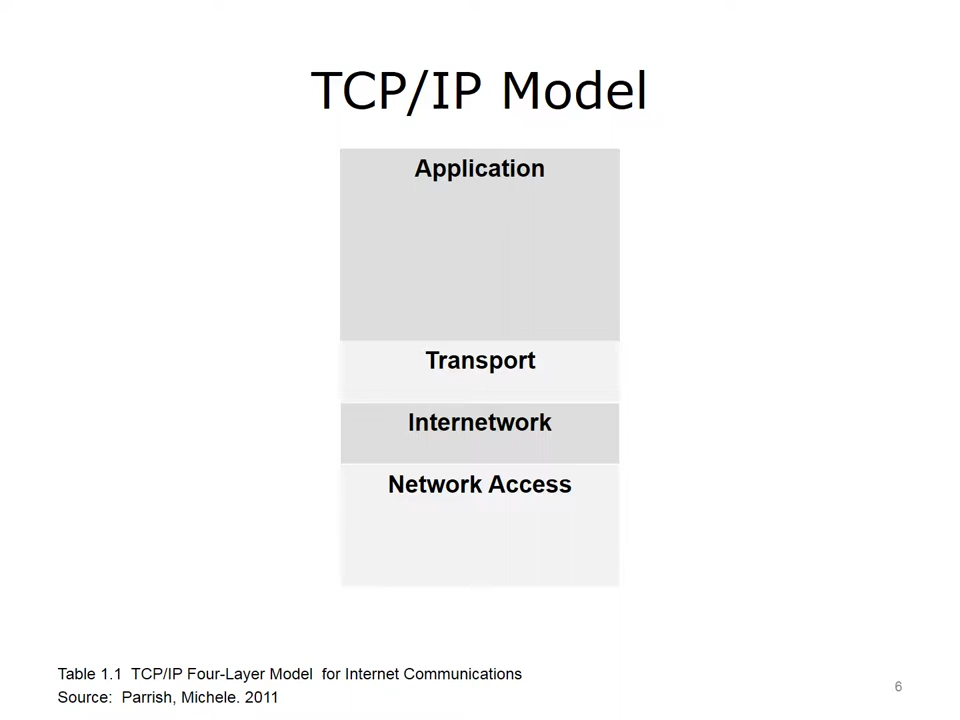 TCP/IP Model
Application
Transport
Internetwork
Network Access
Table 1.1 TCP/IP Four-Layer Model for Internet Communications
Source: Parrish, Michele. 2011
6